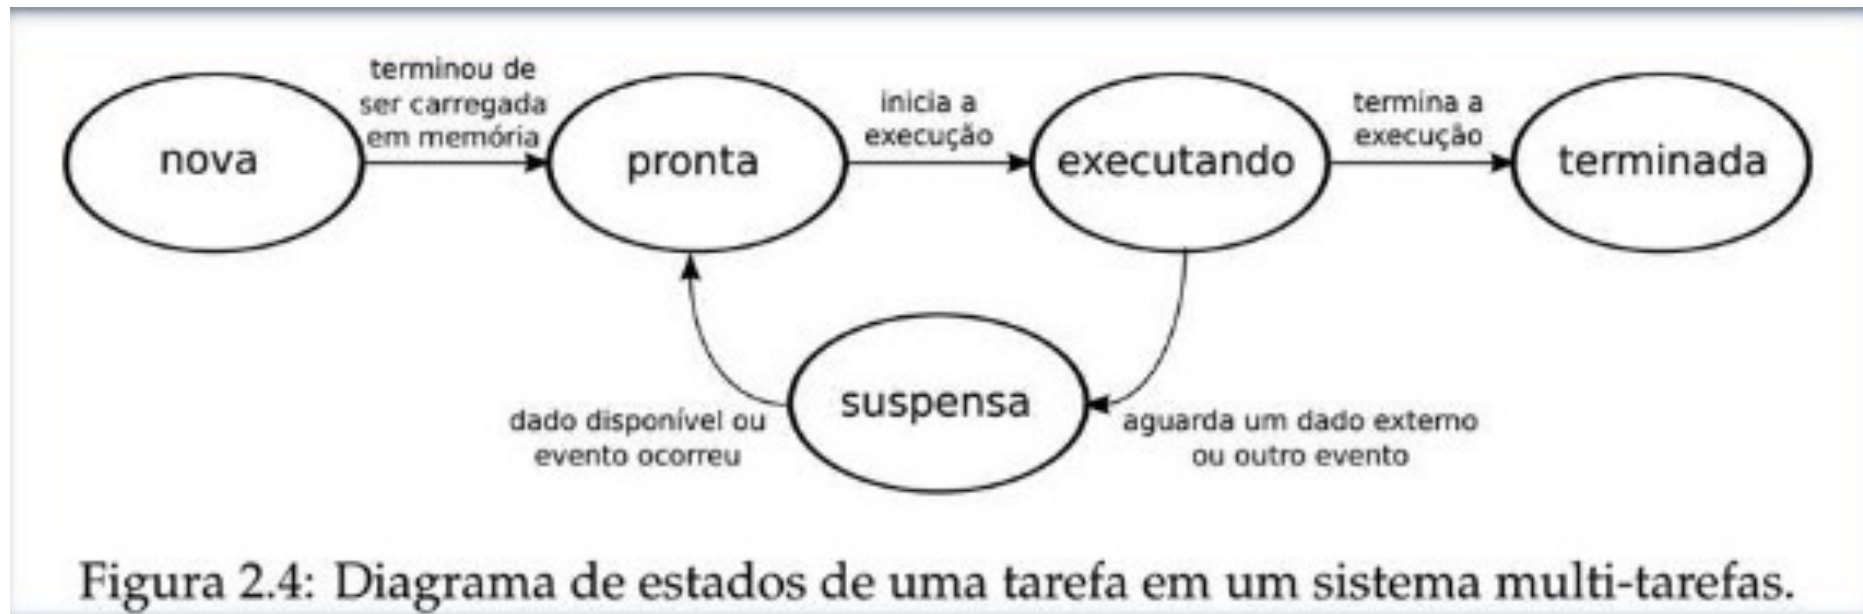 terminou de
ser carregada
em memória
inicia a
execução
termina a
execução
nova
pronta
executando
terminada
suspensa
dado disponível ou
evento ocorreu
aguarda um dado externo
ou outro evento
Figura 2.4: Diagrama de estados de uma tarefa em um sistema multi-tarefas.